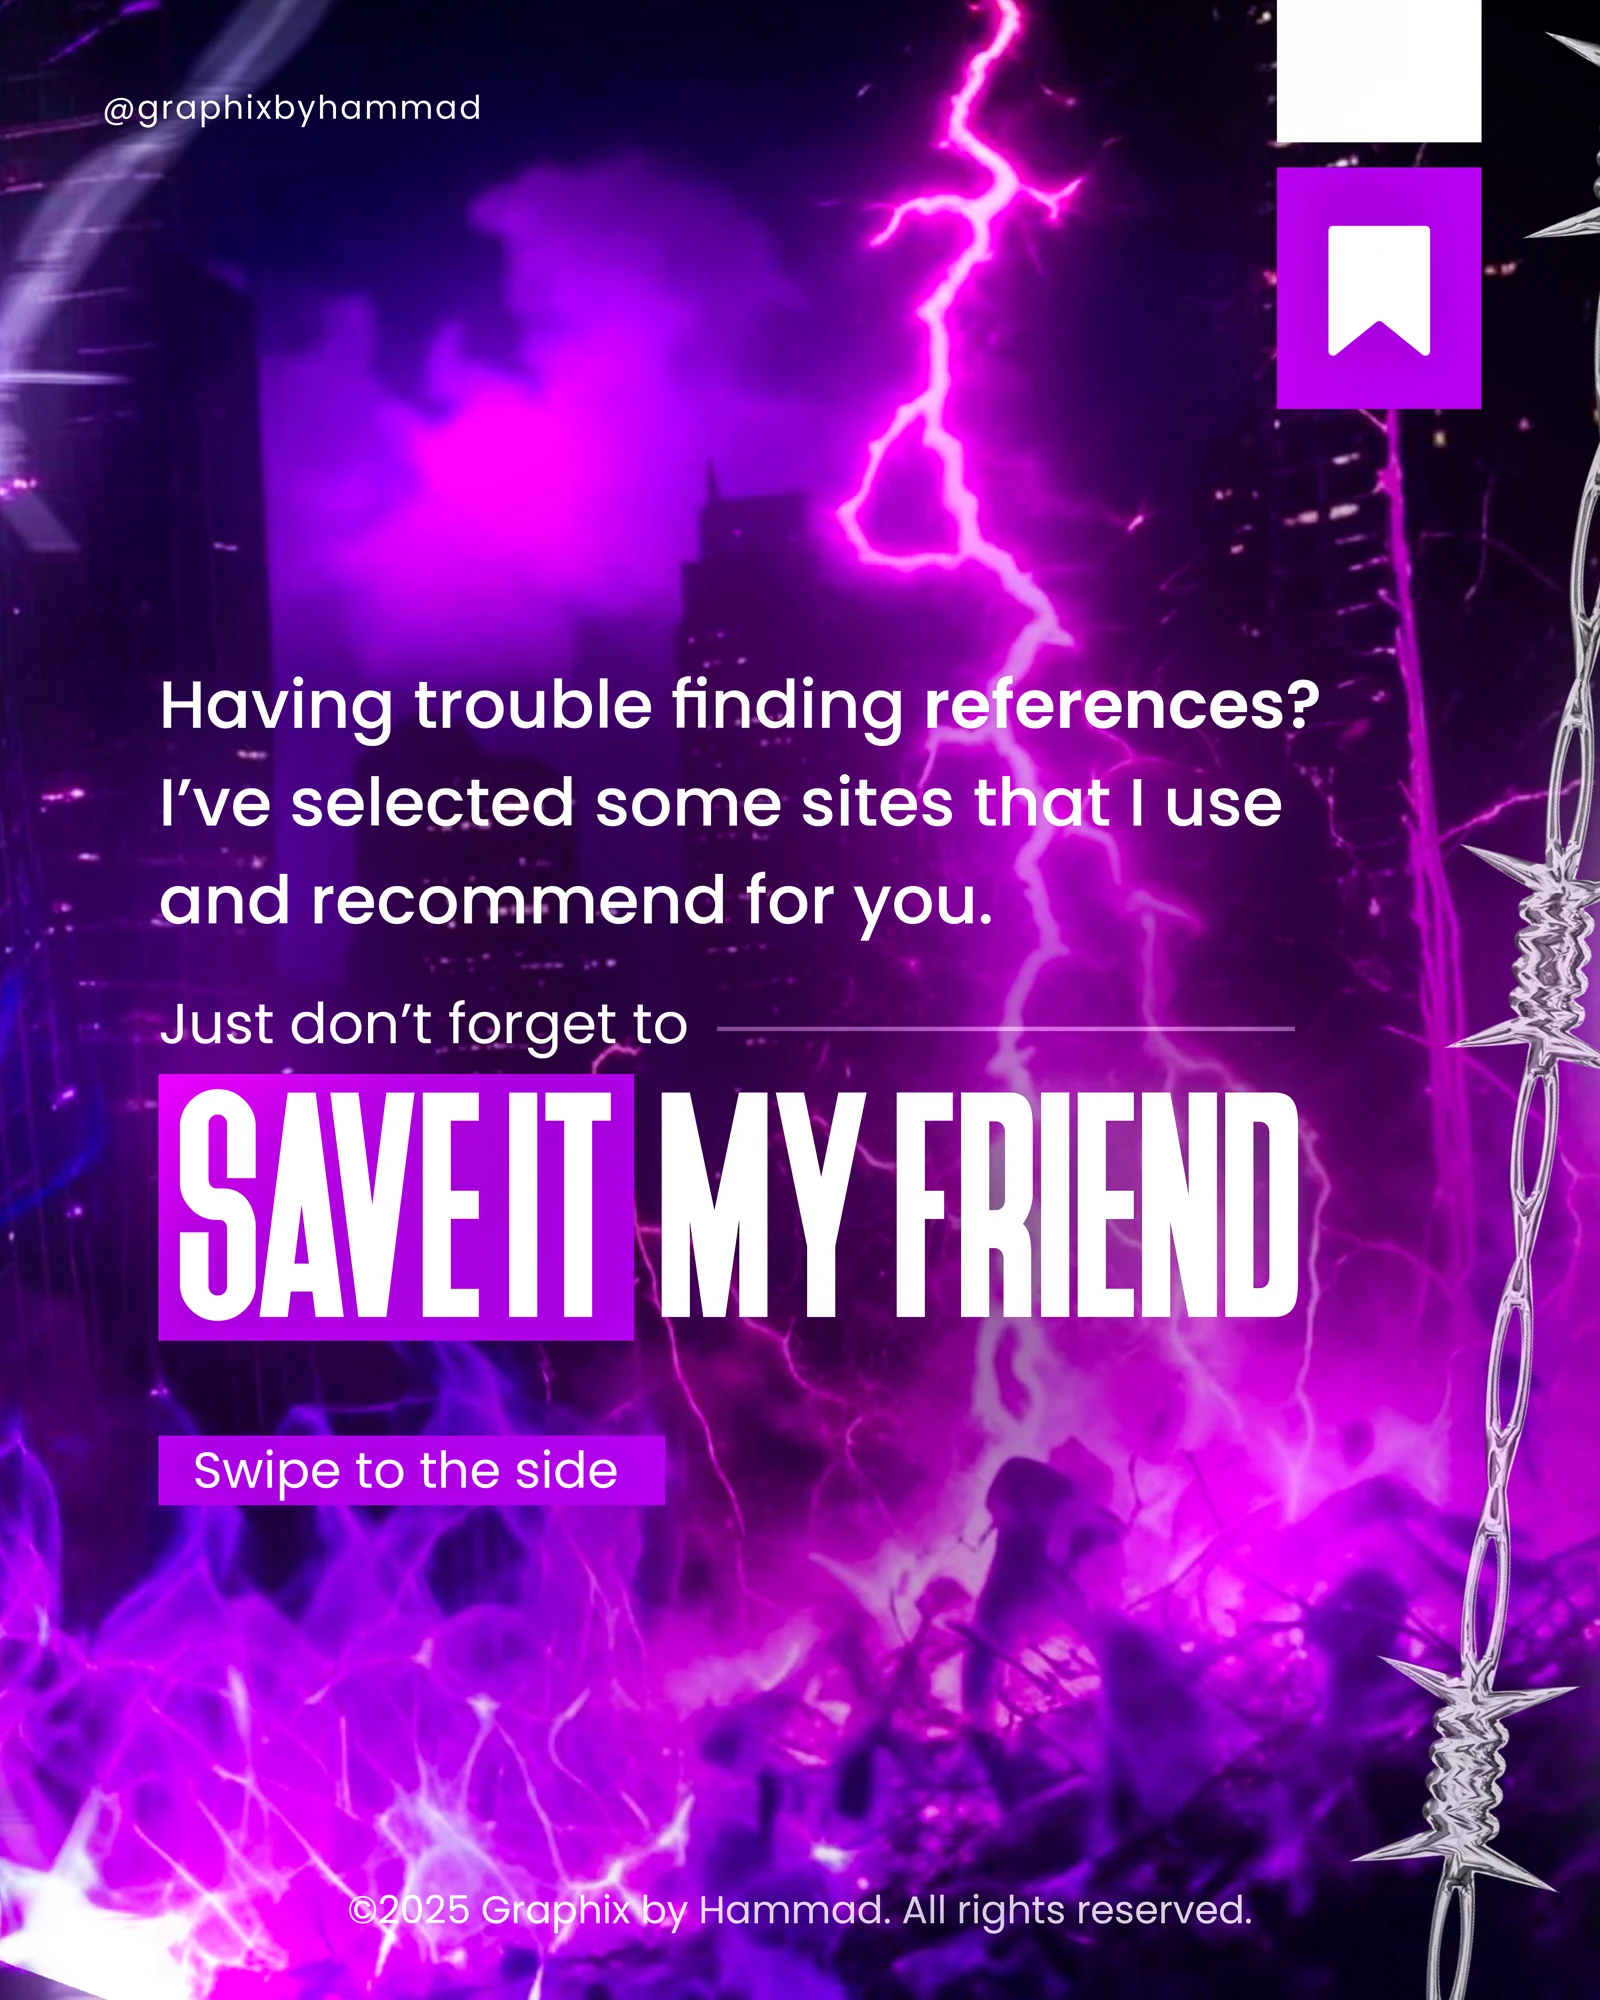 @graphixbyhammad
Having trouble finding references?
I’ve selected some sites that I use
and recommend for you.
Just don’t forget to
SAVE IT MY FRIEND
Swipe to the side
©2025 Graphix by Hammad. All rights reserved.